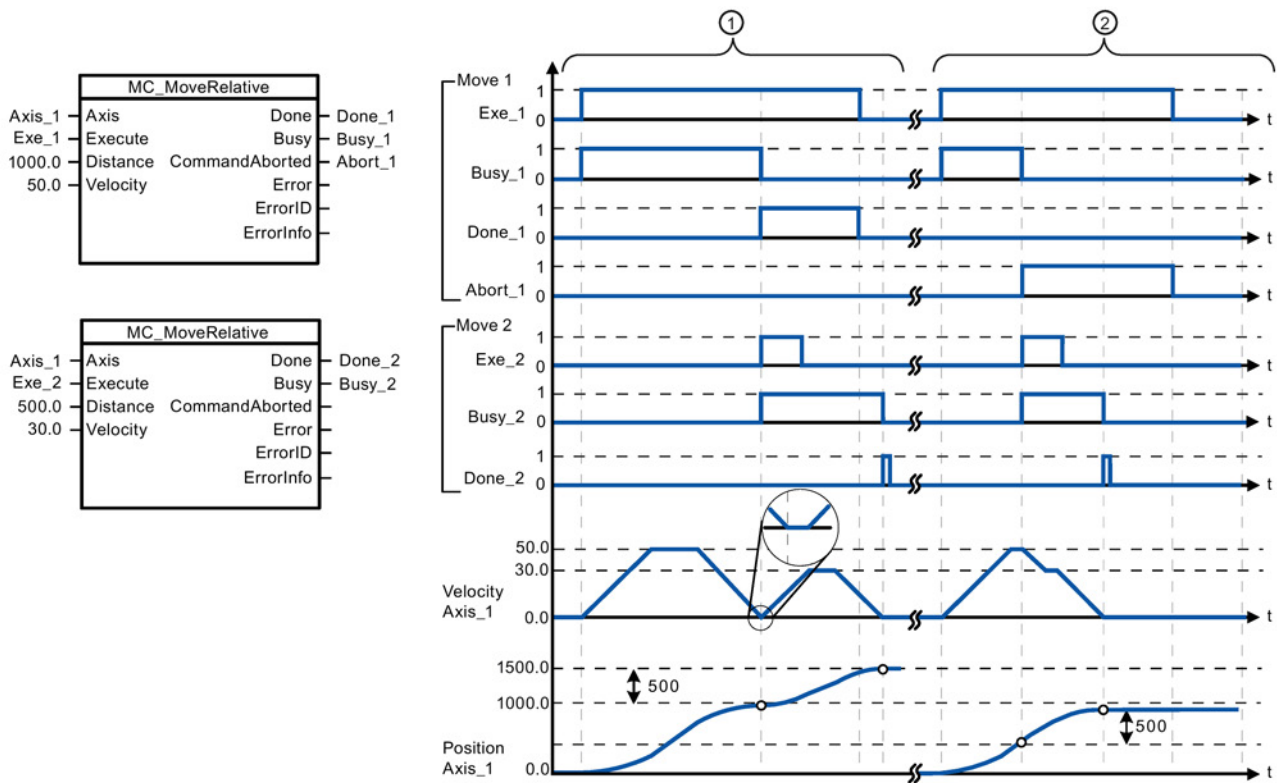 ①
②
MC_MoveRelative
Axis_1 Axis Done Done_1
Exe_1 Execute Busy Busy_1
1000.0 Distance CommandAborted Abort_1
50.0 Velocity Error
ErrorID
ErrorInfo
MC_MoveRelative
Axis_1 Axis Done Done_2
Exe_2 Execute Busy Busy_2
500.0 Distance CommandAborted
30.0 Velocity Error
ErrorID
ErrorInfo
Move 1
1
Exe_1 0 t
1
Busy_1 0 t
1
Done_1 0 t
1
Abort_1 0 t
Move 2
1
Exe_2 0 t
1
Busy_2 0 t
1
Done_2 0 t
50.0
30.0
Velocity
Axis_1 0.0 t
1500.0
500
1000.0
500
Position
Axis_1 0.0 t